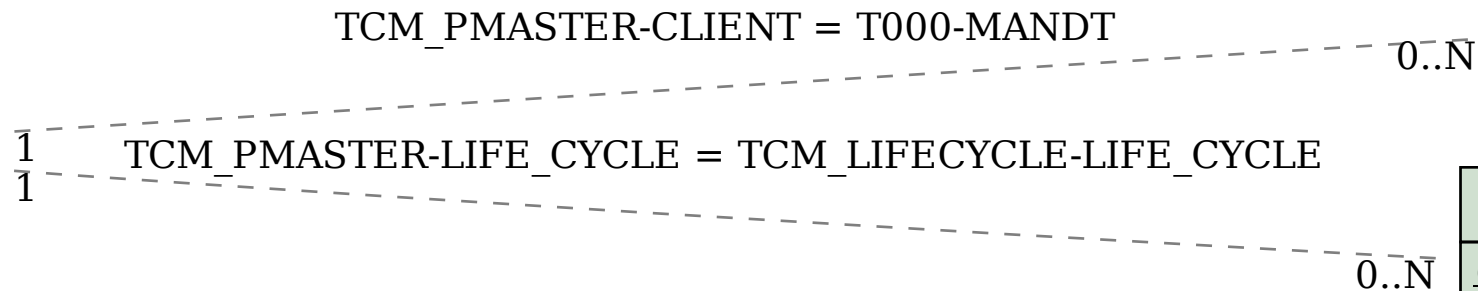 TCM_PMASTER-CLIENT = T000-MANDT
0..N
1
TCM_PMASTER-LIFE_CYCLE = TCM_LIFECYCLE-LIFE_CYCLE
1
0..N